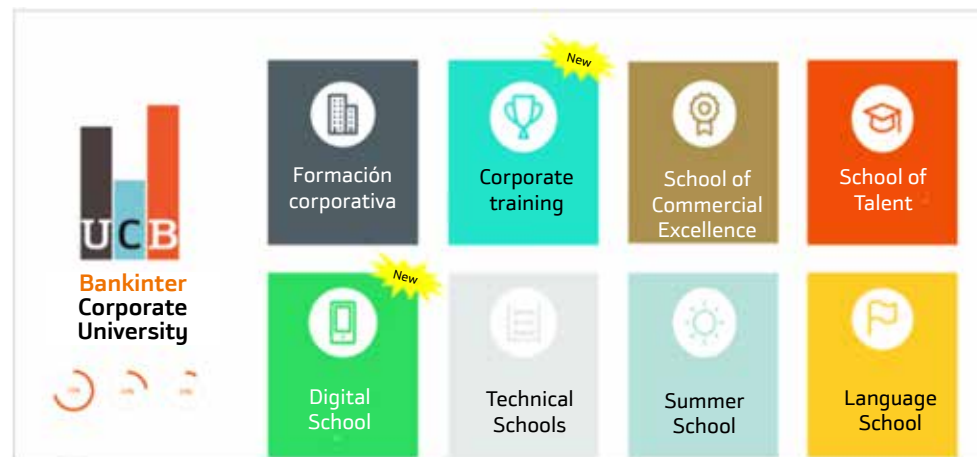 UCB
Bankinter
Corporate
University
Formación
corporativa
New
Corporate
training
School of
Commercial
Excellence
School of
Talent
New
Digital
School
Technical
Schools
Summer
School
Language
School